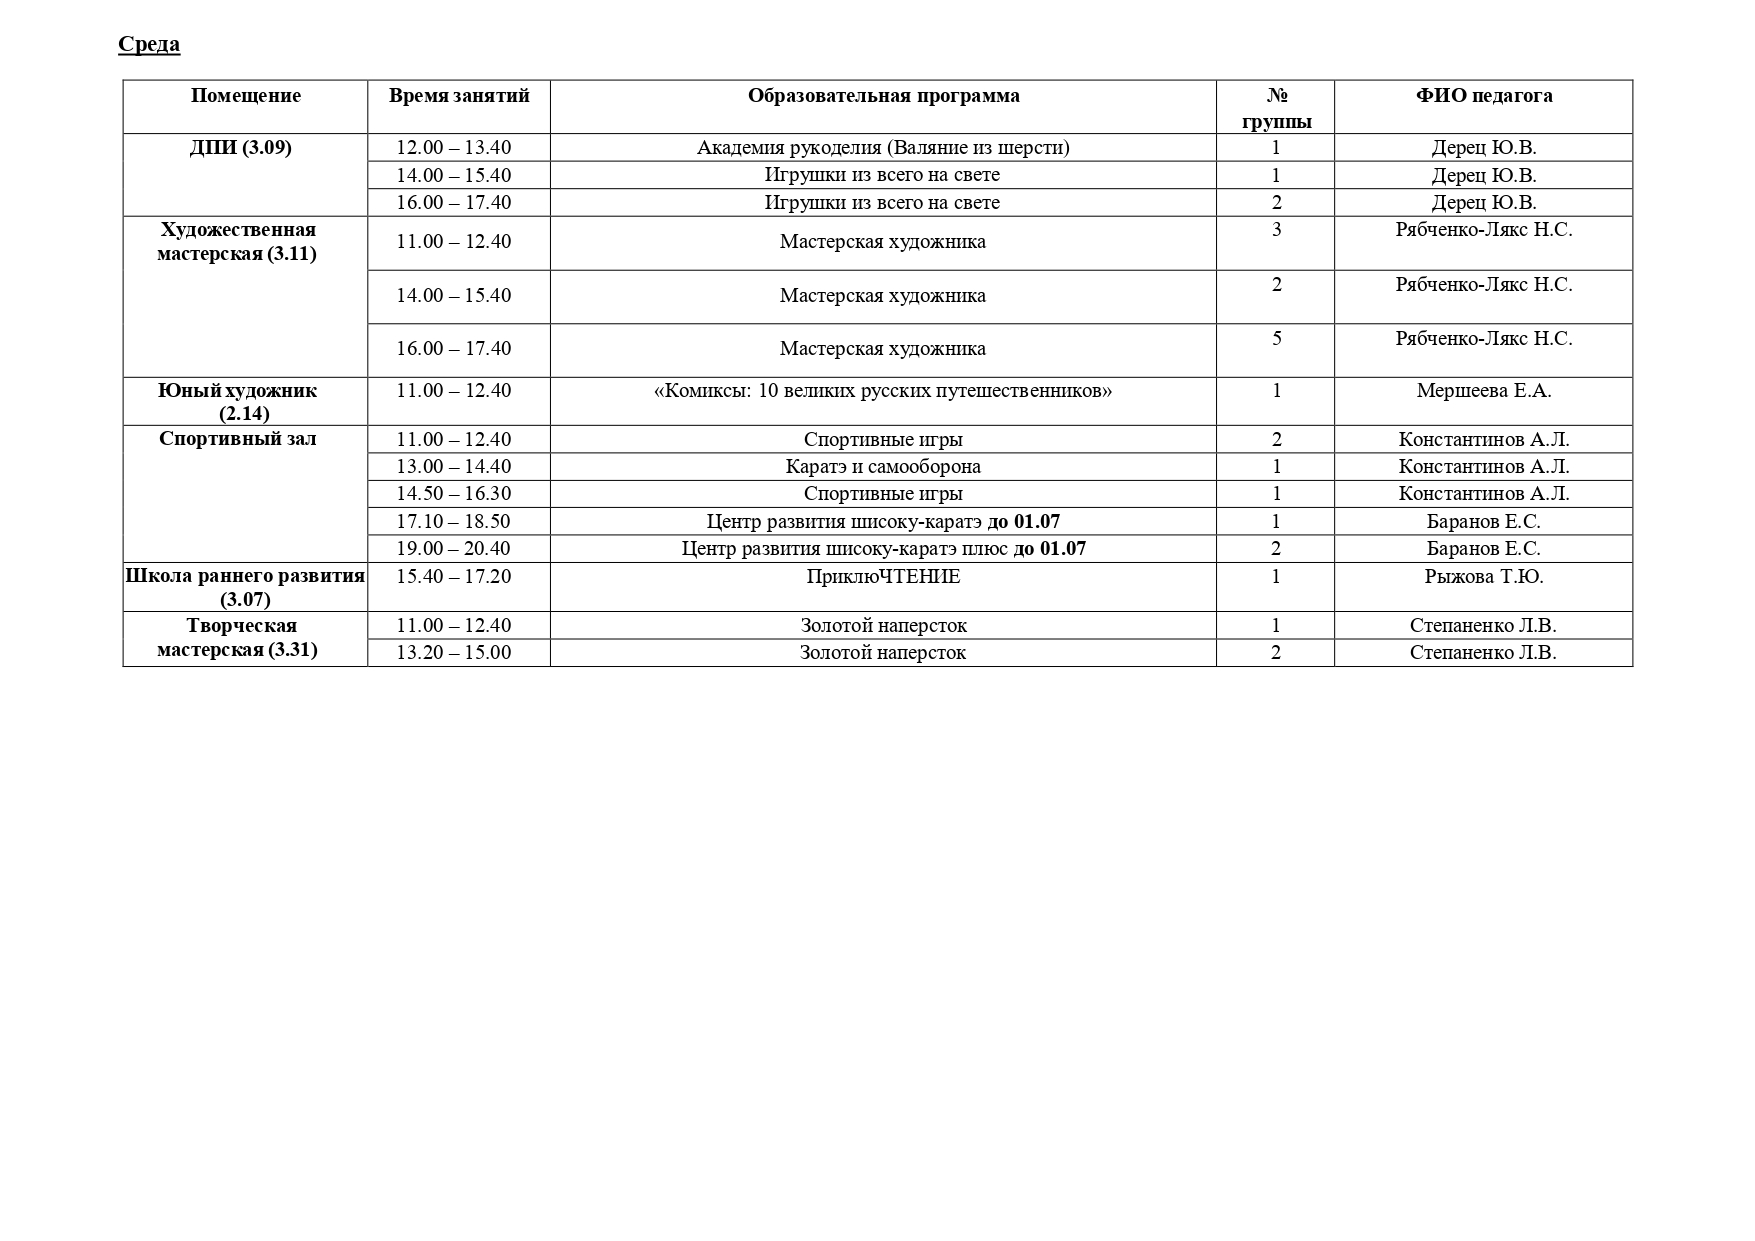 Среда
Помещение Время занятий Образовательная программа № группы ФИО педагога
ДПИ (3.09) 12.00 – 13.40 Академия рукоделия (Валяние из шерсти) 1 Дерец Ю.В.
14.00 – 15.40 Игрушки из всего на свете 1 Дерец Ю.В.
16.00 – 17.40 Игрушки из всего на свете 2 Дерец Ю.В.
Художественная
мастерская (3.11) 11.00 – 12.40 Мастерская художника 3 Рябченко-Лякс Н.С.
14.00 – 15.40 Мастерская художника 2 Рябченко-Лякс Н.С.
16.00 – 17.40 Мастерская художника 5 Рябченко-Лякс Н.С.
Юный художник
(2.14) 11.00 – 12.40 «Комиксы: 10 великих русских путешественников» 1 Мершеева Е.А.
Спортивный зал 11.00 – 12.40 Спортивные игры 2 Константинов А.Л.
13.00 – 14.40 Каратэ и самооборона 1 Константинов А.Л.
14.50 – 16.30 Спортивные игры 1 Константинов А.Л.
17.10 – 18.50 Центр развития шисоку-каратэ до 01.07 1 Баранов Е.С.
19.00 – 20.40 Центр развития шисоку-каратэ плюс до 01.07 2 Баранов Е.С.
Школа раннего развития
(3.07) 15.40 – 17.20 ПриклюЧТЕНИЕ 1 Рыжова Т.Ю.
Творческая
мастерская (3.31) 11.00 – 12.40 Золотой наперсток 1 Степаненко Л.В.
13.20 – 15.00 Золотой наперсток 2 Степаненко Л.В.